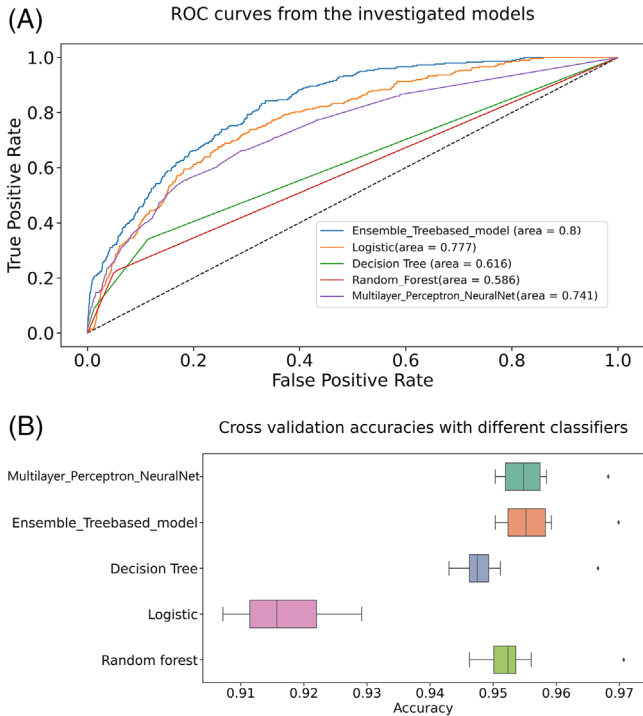 (A)
ROC curves from the investigated models
True Positive Rate
1.0
0.8
0.6
0.4
0.2
0.0
Ensemble_Treebased_model (area = 0.8)
Logistic(area = 0.777)
Decision Tree (area = 0.616)
Random_Forest(area = 0.586)
Multilayer_Perceptron_NeuralNet(area = 0.741)
0.0 0.2 0.4 0.6 0.8 1.0
False Positive Rate
(B)
Cross validation accuracies with different classifiers
Multilayer_Perceptron_NeuralNet
Ensemble_Treebased_model
Decision Tree
Logistic
Random forest
0.91 0.92 0.93 0.94 0.95 0.96 0.97
Accuracy